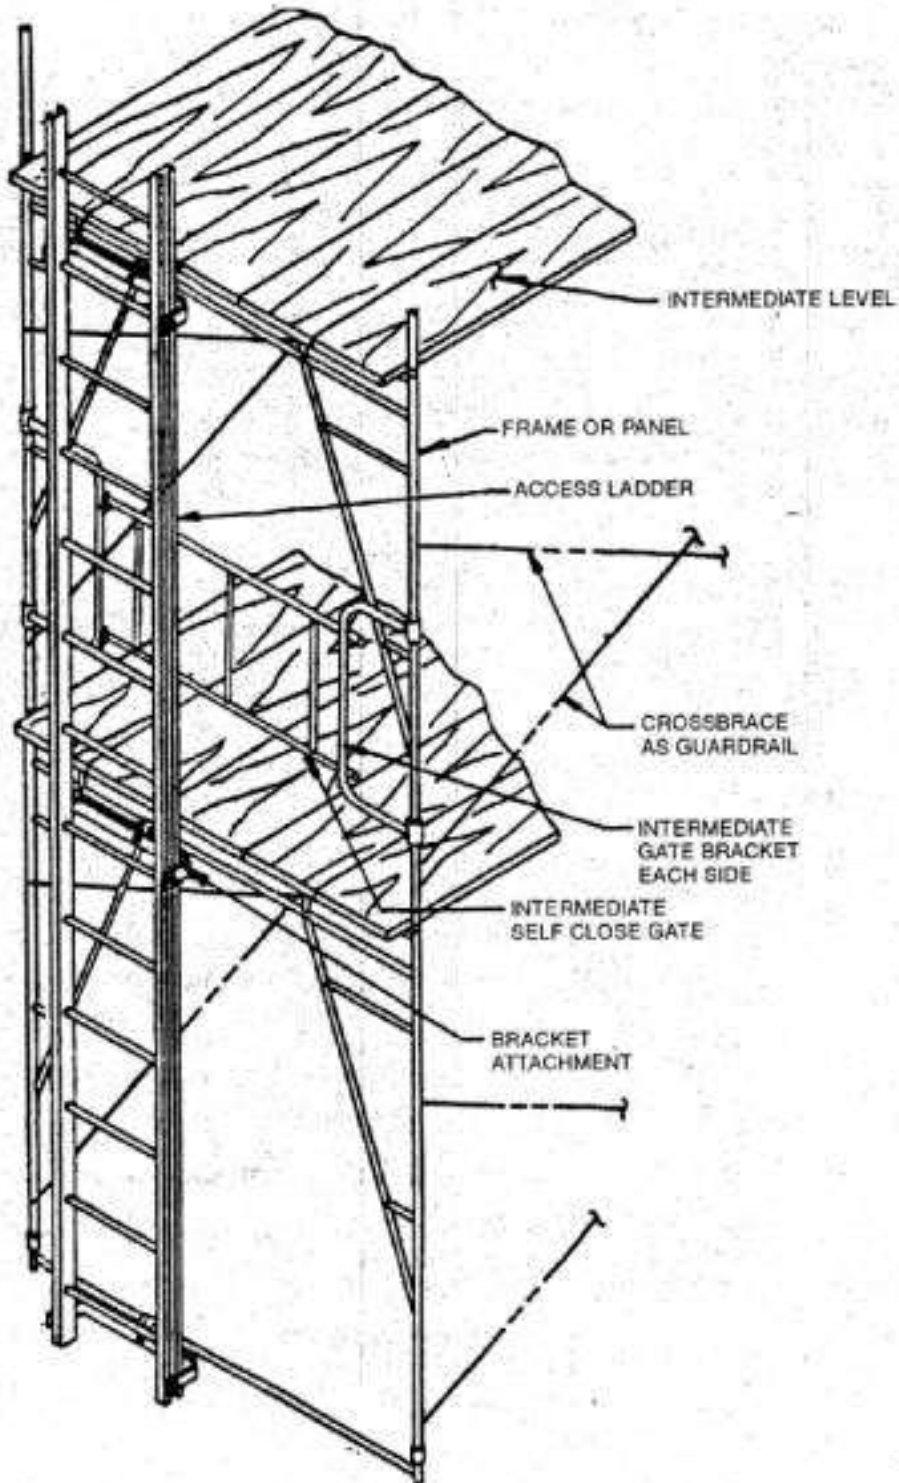 INTERMEDIATE LEVEL
FRAME OR PANEL
ACCESS LADDER
CROSSBRACE
AS GUARDRAIL
INTERMEDIATE
GATE BRACKET
EACH SIDE
INTERMEDIATE
SELF CLOSE GATE
BRACKET
ATTACHMENT